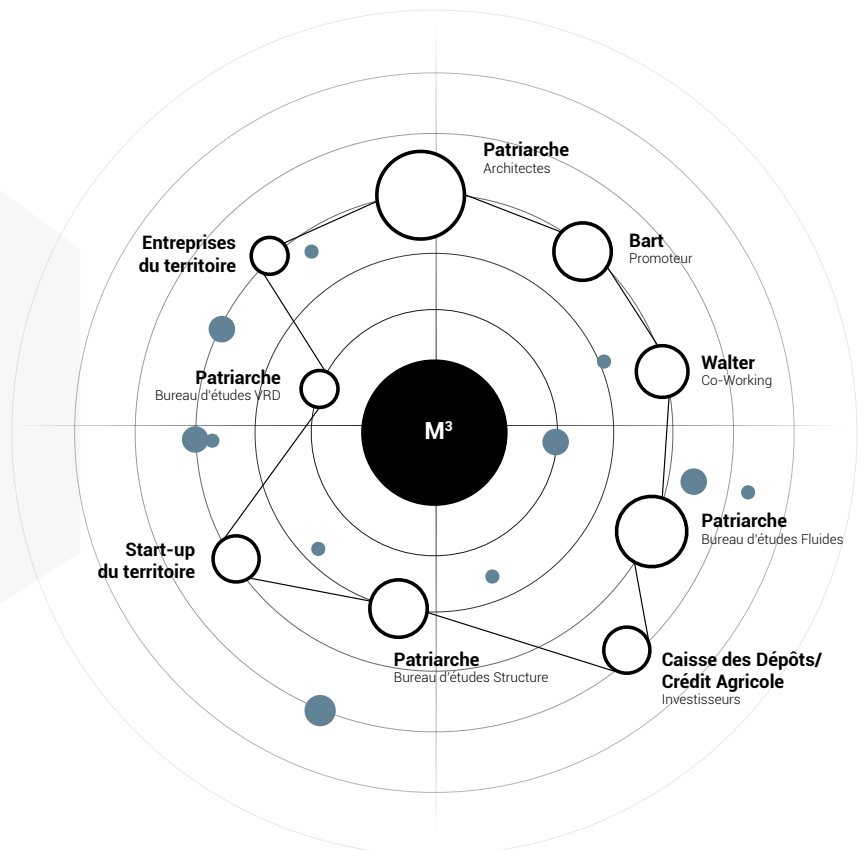 Patriarche
Architectes
Entreprises
du territoire
Bart
Promoteur
Walter
Co-Working
Patriarche
Bureau d'études VRD
M³
Patriarche
Bureau d'études Fluides
Start-up
du territoire
Patriarche
Bureau d'études Structure
Caisse des Dépôts/
Crédit Agricole
Investisseurs